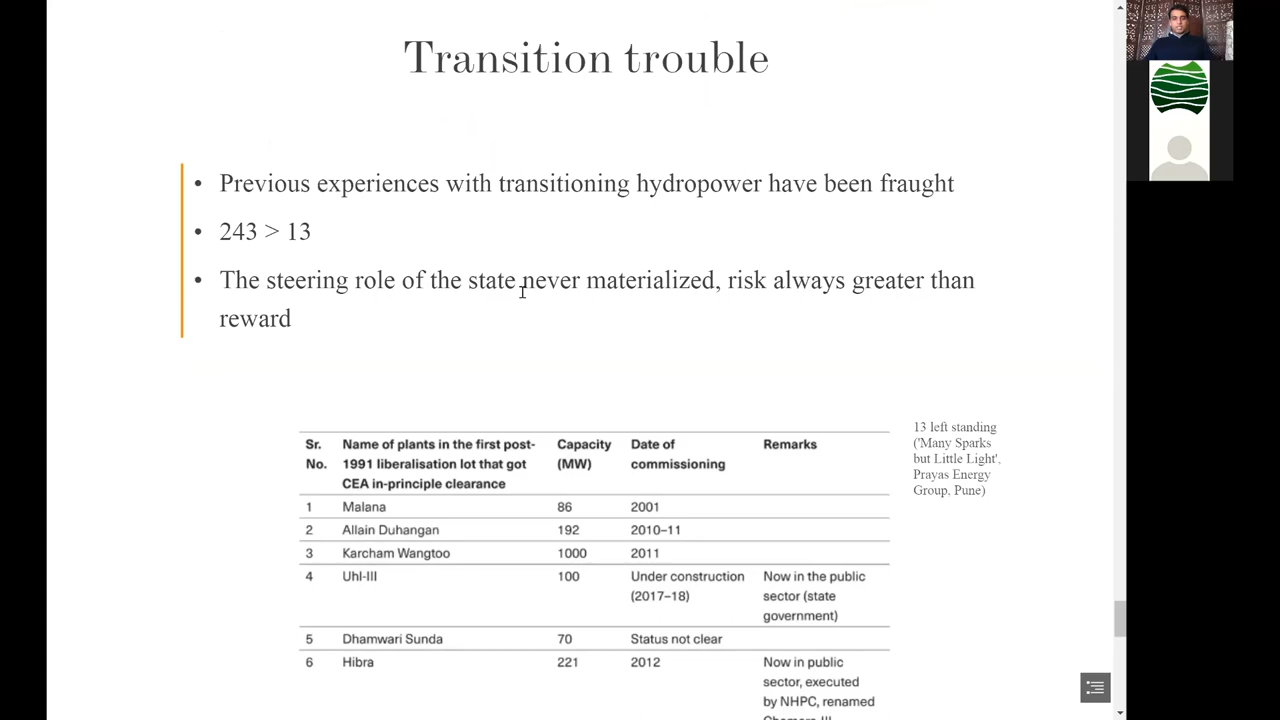 Transition trouble
• Previous experiences with transitioning hydropower have been fraught
• 243 > 13
• The steering role of the state never materialized, risk always greater than
reward
13 left standing
('Many Sparks
but Little Light',
Prayas Energy
Group, Pune)
Sr. No. Name of plants in the first post-1991 liberalisation lot that got CEA in-principle clearance Capacity (MW) Date of commissioning Remarks
1 Malana 86 2001
2 Allain Duhangan 192 2010–11
3 Karcham Wangtoo 1000 2011
4 Uhl-III 100 Under construction (2017–18) Now in the public sector (state government)
5 Dhamwari Sunda 70 Status not clear
6 Hibra 221 2012 Now in public sector, executed by NHPC, renamed